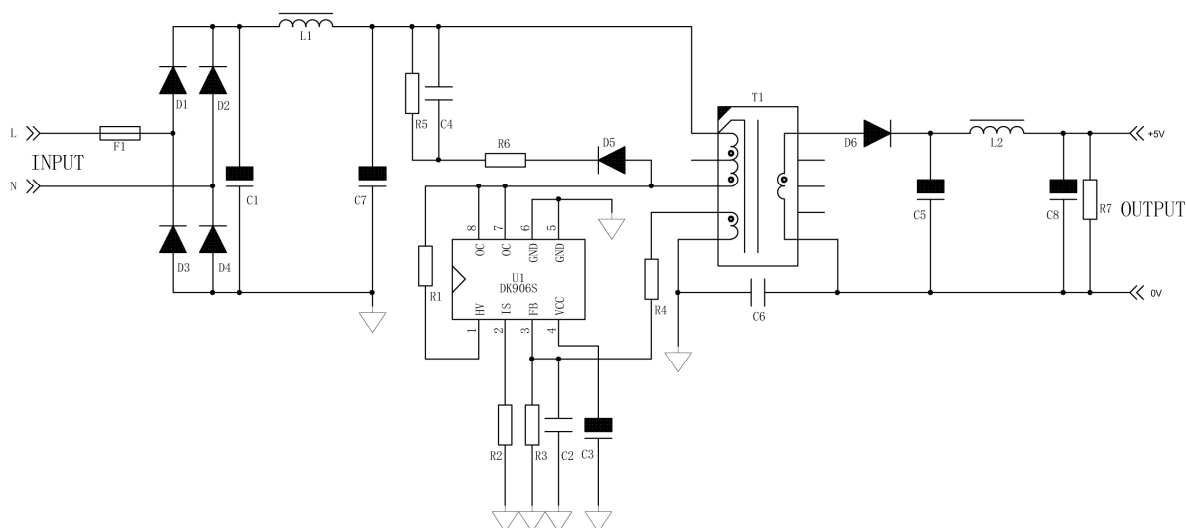 L1
T1
D1
D2
R5
C4
L
F1
D5
R6
D6
L2
+5V
INPUT
N
C1
C7
C5
C8
R7
OUTPUT
8
7
6
5
OC
OC
GND
GND
D3
D4
R1
U1
DK906S
R4
0V
HV
IS
FB
VCC
C6
1
2
3
4
R2
R3
C2
C3